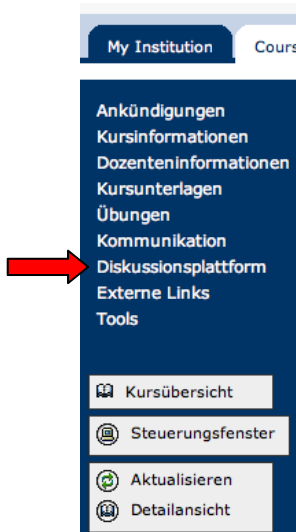 My Institution Cours
Ankündigungen
Kursinformationen
Dozenteninformationen
Kursunterlagen
Übungen
Kommunikation
Diskussionsplattform
Externe Links
Tools
Kursübersicht
Steuerungsfenster
Aktualisieren
Detailansicht